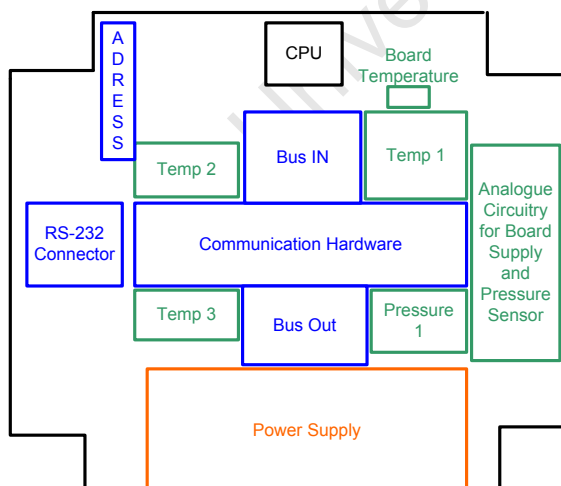 A
D
R
E
S
S
CPU
Board
Temperature
Temp 2
Bus IN
Temp 1
RS-232
Connector
Communication Hardware
Analogue
Circuitry
for Board
Supply
and
Pressure
Sensor
Temp 3
Bus Out
Pressure
1
Power Supply